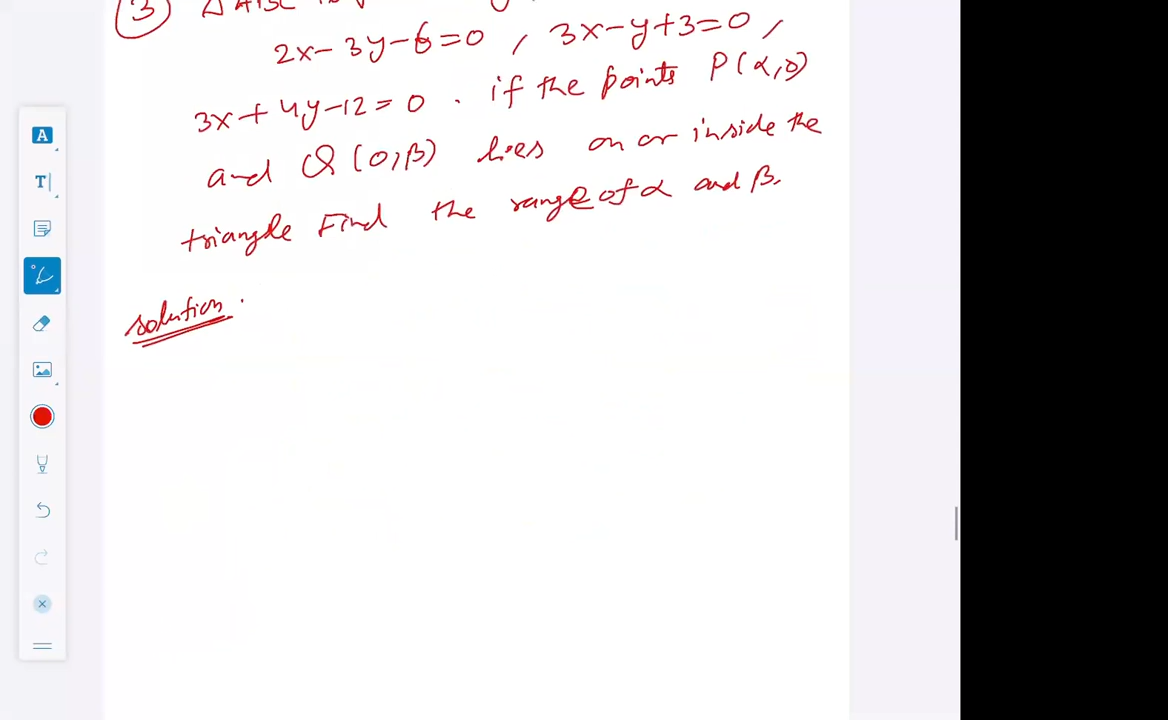 3
2x-3y-6=0 , 3x-y+3=0 ,
3x+4y-12=0 . if the points P(α,0)
and Q(0,β) lies on or inside the
triangle Find the range of α and β.
solution.
A
T